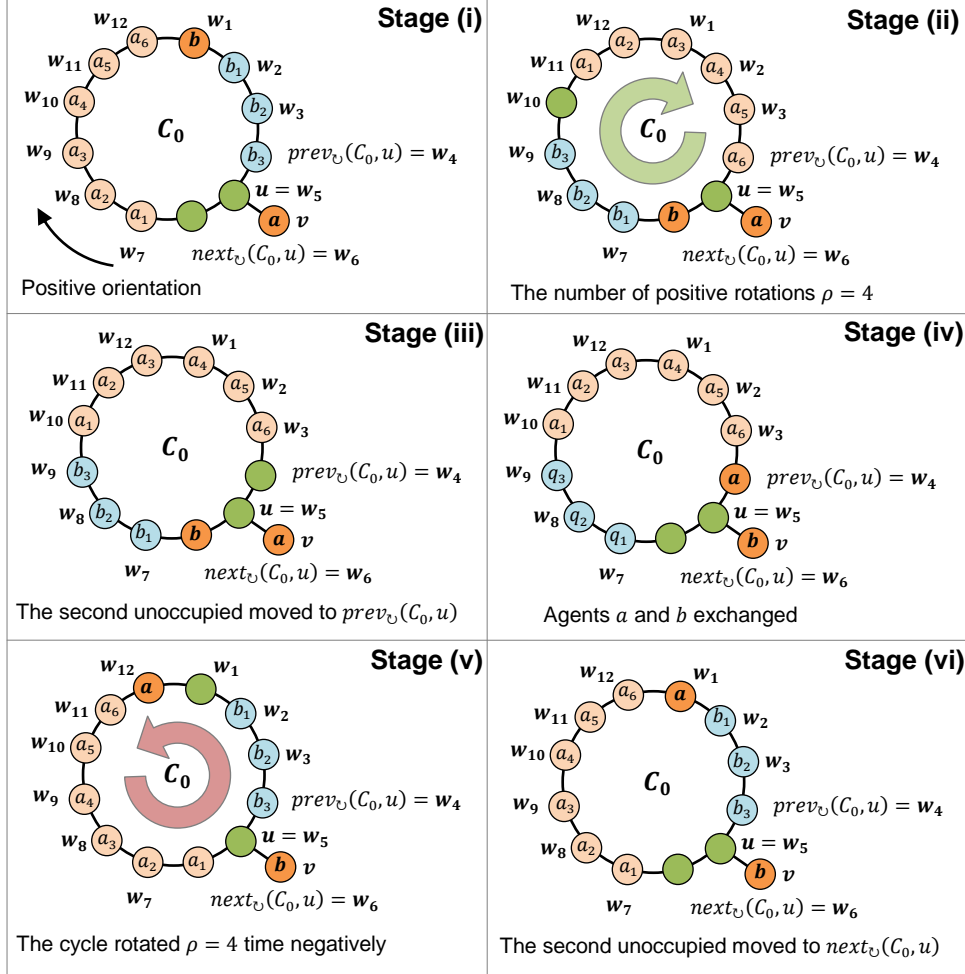 Stage (i)
w₁₂ w₁
a₆ b
w₁₁ a₅ b₁ w₂
w₁₀ a₄ b₂ w₃
C₀
w₉ a₃ b₃ prev↻(C₀, u) = w₄
w₈ a₂ u = w₅
a₁ a v
w₇ next↻(C₀, u) = w₆
Positive orientation
Stage (ii)
w₁₂ w₁
a₂ a₃
w₁₁ a₁ a₄ w₂
w₁₀ a₅ w₃
C₀
w₉ b₃ a₆ prev↻(C₀, u) = w₄
w₈ b₂ u = w₅
b₁ b a v
w₇ next↻(C₀, u) = w₆
The number of positive rotations ρ = 4
Stage (iii)
w₁₂ w₁
a₃ a₄
w₁₁ a₂ a₅ w₂
w₁₀ a₁ a₆ w₃
C₀
w₉ b₃ prev↻(C₀, u) = w₄
w₈ b₂ u = w₅
b₁ b a v
w₇ next↻(C₀, u) = w₆
The second unoccupied moved to prev↻(C₀, u)
Stage (iv)
w₁₂ w₁
a₃ a₄
w₁₁ a₂ a₅ w₂
w₁₀ a₁ a₆ w₃
C₀
w₉ q₃ a prev↻(C₀, u) = w₄
w₈ q₂ u = w₅
q₁ b v
w₇ next↻(C₀, u) = w₆
Agents a and b exchanged
Stage (v)
w₁₂ w₁
a
w₁₁ a₆ b₁ w₂
w₁₀ a₅ b₂ w₃
C₀
w₉ a₄ b₃ prev↻(C₀, u) = w₄
w₈ a₃ u = w₅
a₂ a₁ b v
w₇ next↻(C₀, u) = w₆
The cycle rotated ρ = 4 time negatively
Stage (vi)
w₁₂ w₁
a₆ a
w₁₁ a₅ b₁ w₂
w₁₀ a₄ b₂ w₃
C₀
w₉ a₃ b₃ prev↻(C₀, u) = w₄
w₈ a₂ u = w₅
a₁ b v
w₇ next↻(C₀, u) = w₆
The second unoccupied moved to next↻(C₀, u)